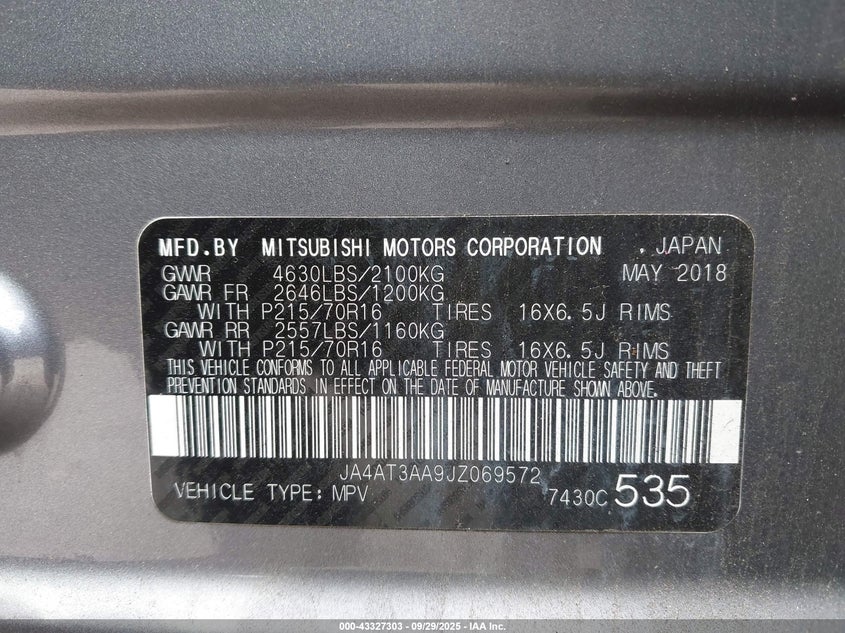 MFD.BY MITSUBISHI MOTORS CORPORATION . JAPAN
GWWR 4630LBS/2100KG MAY 2018
GAWR FR 2646LBS/1200KG
WITH P215/70R16 TIRES 16X6.5J RIMS
GAWR RR 2557LBS/1160KG
WITH P215/70R16 TIRES 16X6.5J RIMS
THIS VEHICLE CONFORMS TO ALL APPLICABLE FEDERAL MOTOR VEHICLE SAFETY AND THEFT
PREVENTION STANDARDS IN EFFECT ON THE DATE OF MANUFACTURE SHOWN ABOVE.
JA4AT3AA9JZ069572
VEHICLE TYPE: MPV 7430C 535
000-43327303 - 09/29/2025 - IAA Inc.